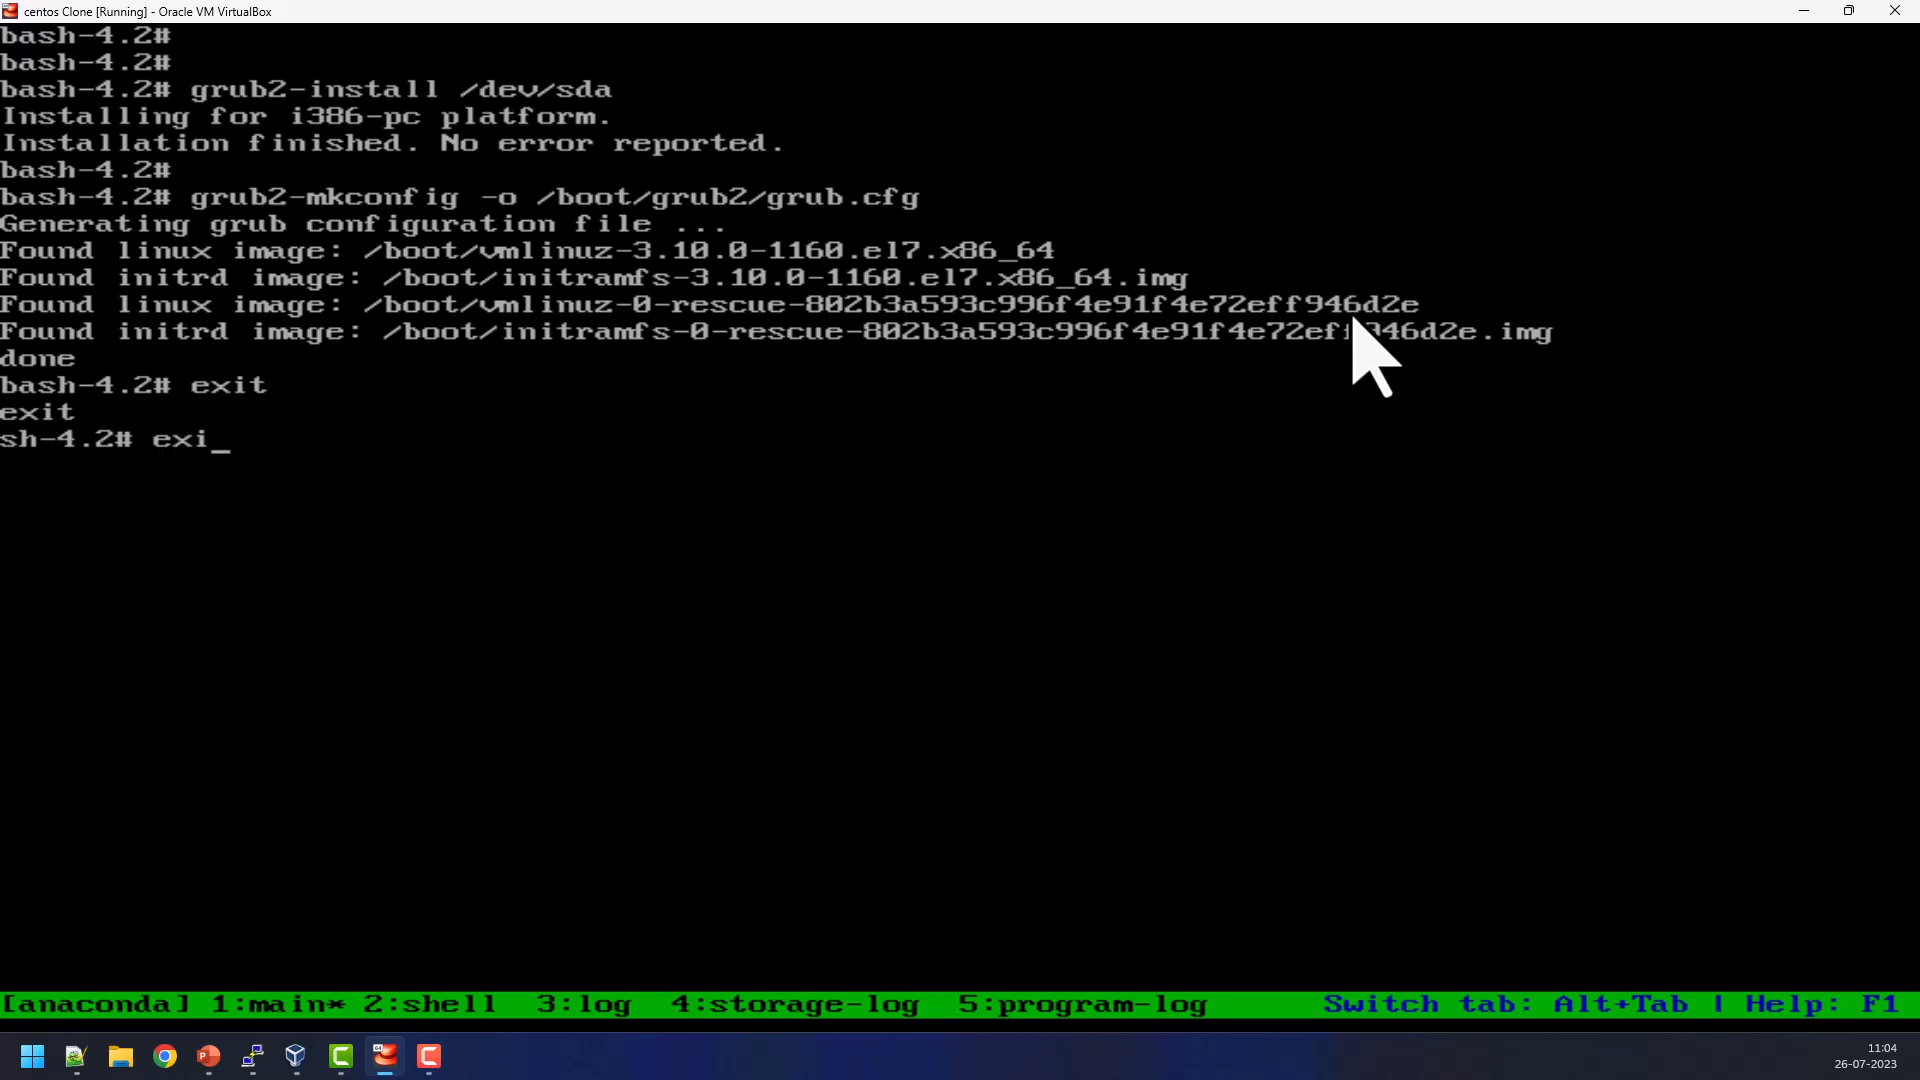 centos Clone [Running] - Oracle VM VirtualBox
bash-4.2#
bash-4.2#
bash-4.2# grub2-install /dev/sda
Installing for i386-pc platform.
Installation finished. No error reported.
bash-4.2#
bash-4.2# grub2-mkconfig -o /boot/grub2/grub.cfg
Generating grub configuration file ...
Found linux image: /boot/vmlinuz-3.10.0-1160.el7.x86_64
Found initrd image: /boot/initramfs-3.10.0-1160.el7.x86_64.img
Found linux image: /boot/vmlinuz-0-rescue-802b3a593c996f4e91f4e72eff946d2e
Found initrd image: /boot/initramfs-0-rescue-802b3a593c996f4e91f4e72eff946d2e.img
done
bash-4.2# exit
exit
sh-4.2# exi_
[anaconda] 1:main* 2:shell  3:log  4:storage-log  5:program-log Switch tab: Alt+Tab | Help: F1
11:04
26-07-2023